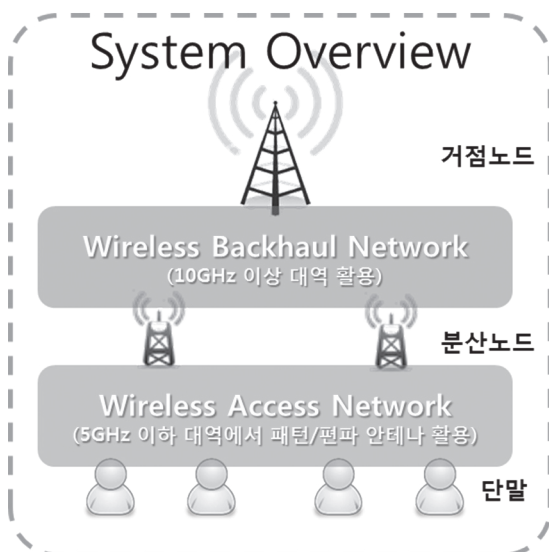 System Overview
거점노드
Wireless Backhaul Network
(10GHz 이상 대역 활용)
분산노드
Wireless Access Network
(5GHz 이하 대역에서 패턴/편파 안테나 활용)
단말